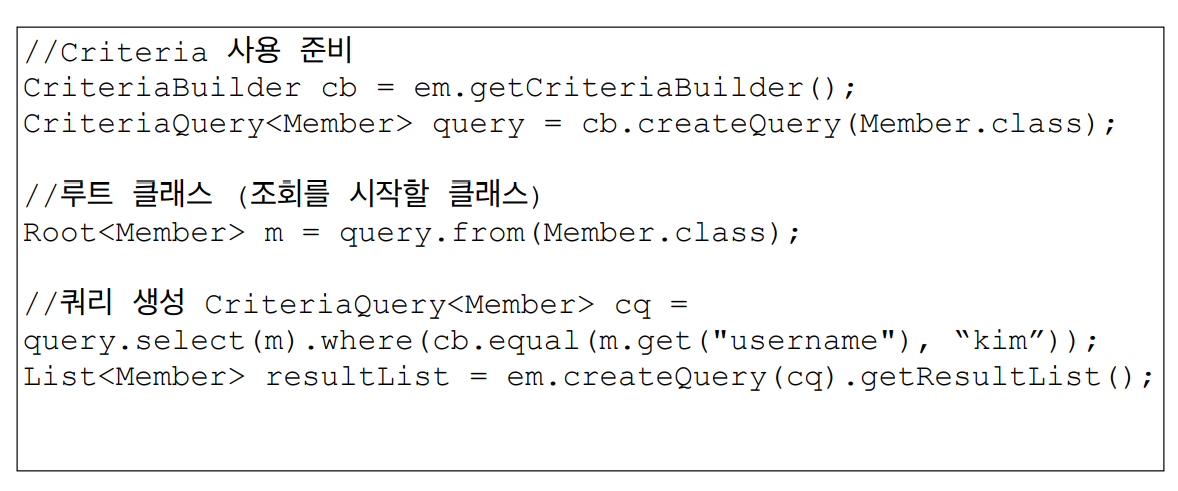 //Criteria 사용 준비
CriteriaBuilder cb = em.getCriteriaBuilder();
CriteriaQuery<Member> query = cb.createQuery(Member.class);
//루트 클래스 (조회를 시작할 클래스)
Root<Member> m = query.from(Member.class);
//쿼리 생성 CriteriaQuery<Member> cq =
query.select(m).where(cb.equal(m.get("username"), “kim”));
List<Member> resultList = em.createQuery(cq).getResultList();